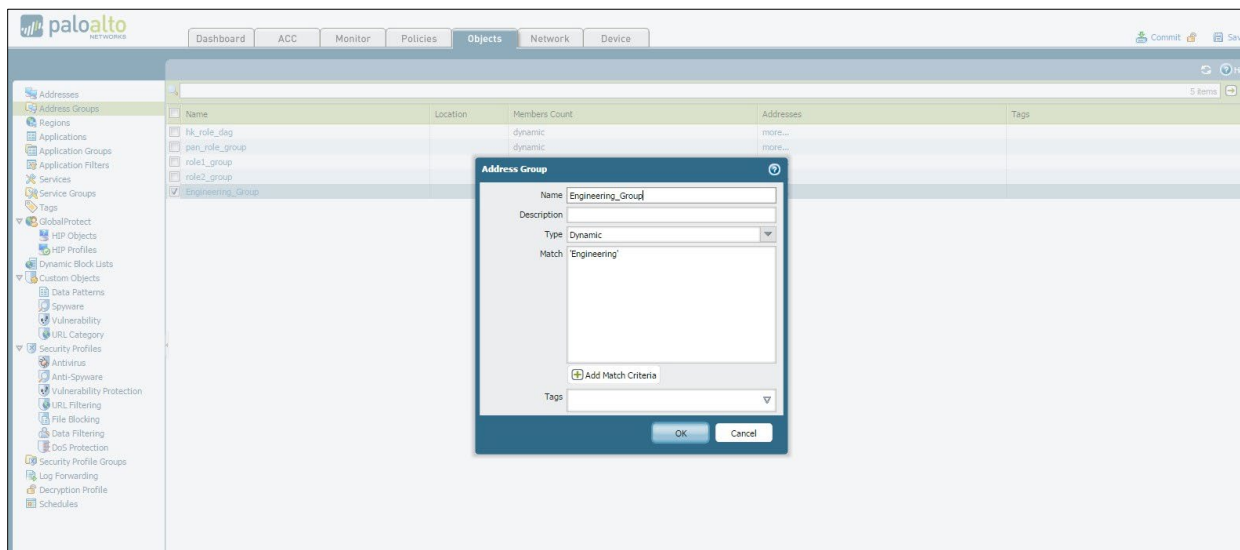 paloalto
NETWORKS
Dashboard
ACC
Monitor
Policies
Objects
Network
Device
Commit
Sav
5 items
Addresses
Address Groups
Regions
Applications
Application Groups
Application Filters
Services
Service Groups
Tags
GlobalProtect
HIP Objects
HIP Profiles
Dynamic Block Lists
Custom Objects
Data Patterns
Spyware
Vulnerability
URL Category
Security Profiles
Antivirus
Anti-Spyware
Vulnerability Protection
URL Filtering
File Blocking
Data Filtering
DoS Protection
Security Profile Groups
Log Forwarding
Decryption Profile
Schedules
Name Location Members Count Addresses Tags
hk_role_dag dynamic more...
pan_role_group dynamic more...
role1_group
role2_group
Engineering_Group
Address Group
Name Engineering_Group
Description
Type Dynamic
Match 'Engineering'
Add Match Criteria
Tags
OK Cancel